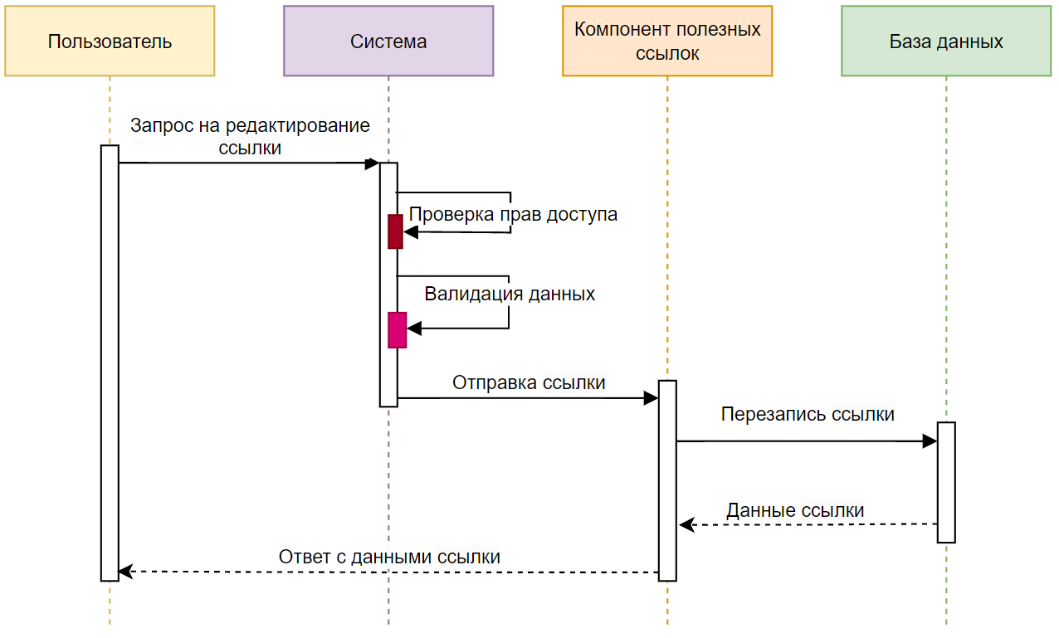 Пользователь
Система
Компонент полезных
ссылок
База данных
Запрос на редактирование
ссылки
Проверка прав доступа
Валидация данных
Отправка ссылки
Перезапись ссылки
Данные ссылки
Ответ с данными ссылки